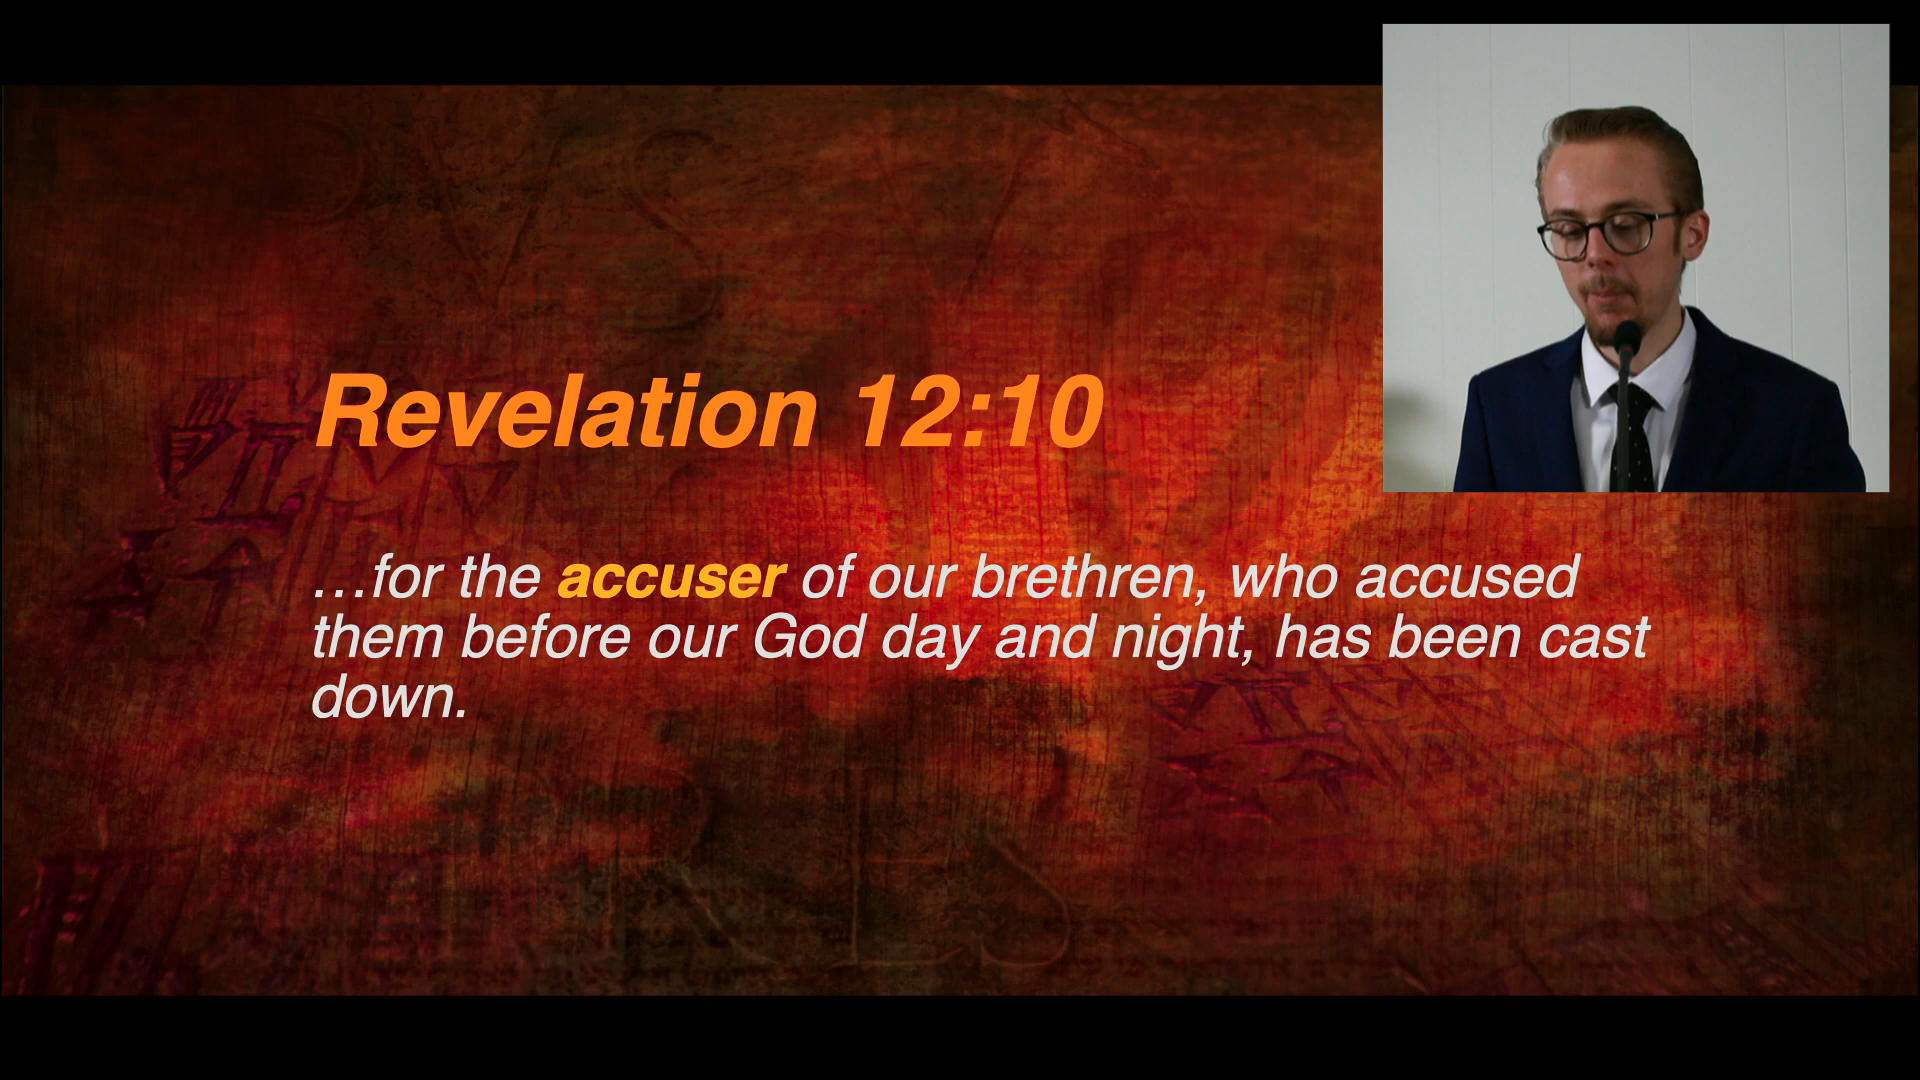 Revelation 12:10
…for the accuser of our brethren, who accused
them before our God day and night, has been cast
down.